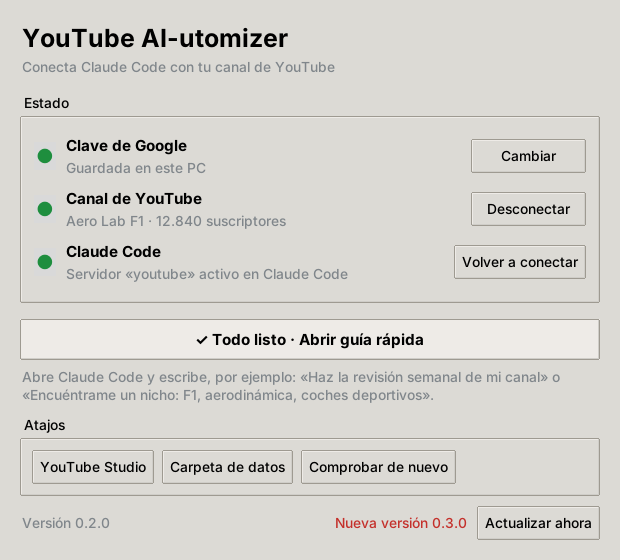 YouTube AI-utomizer
Conecta Claude Code con tu canal de YouTube
Estado
Clave de Google
Guardada en este PC
Cambiar
Canal de YouTube
Aero Lab F1 · 12.840 suscriptores
Desconectar
Claude Code
Servidor «youtube» activo en Claude Code
Volver a conectar
✓ Todo listo · Abrir guía rápida
Abre Claude Code y escribe, por ejemplo: «Haz la revisión semanal de mi canal» o
«Encuéntrame un nicho: F1, aerodinámica, coches deportivos».
Atajos
YouTube Studio
Carpeta de datos
Comprobar de nuevo
Versión 0.2.0
Nueva versión 0.3.0
Actualizar ahora